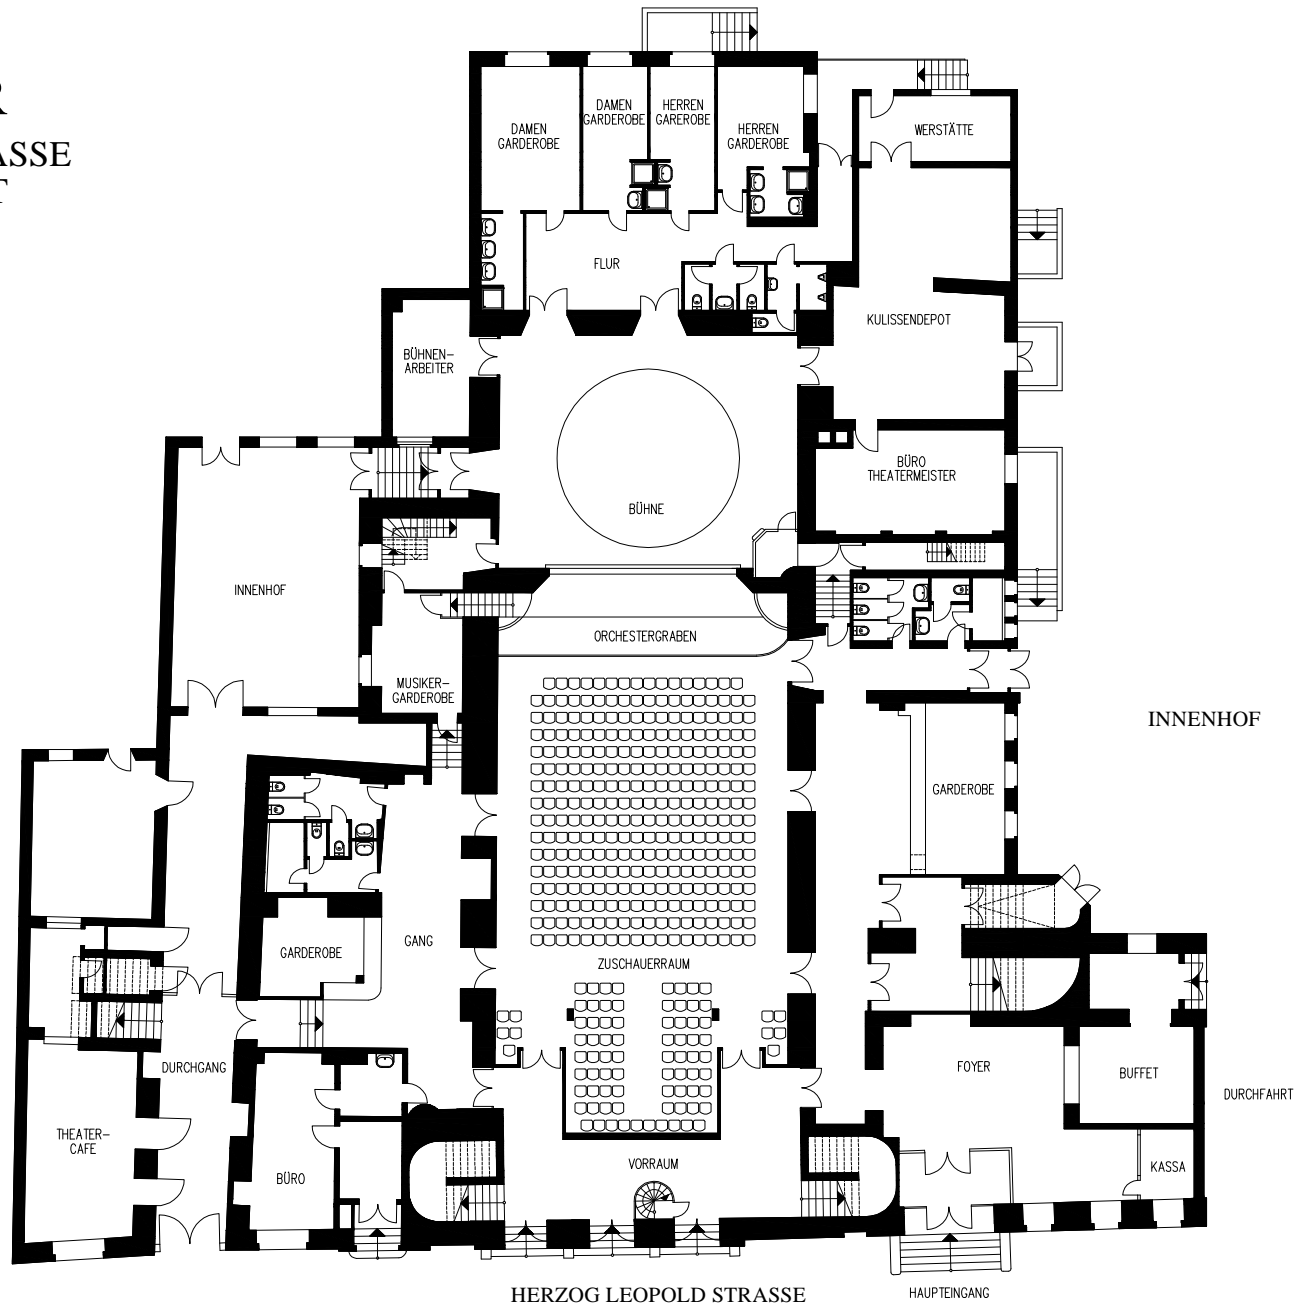 R
ASSE
T
DAMEN
GARDEROBE
DAMEN
GARDEROBE
HERREN
GAREROBE
HERREN
GARDEROBE
WERSTÄTTE
FLUR
KULISSENDEPOT
BÜHNEN-
ARBEITER
BÜRO
THEATERMEISTER
BÜHNE
INNENHOF
ORCHESTERGRABEN
MUSIKER-
GARDEROBE
INNENHOF
GARDEROBE
GANG
GARDEROBE
ZUSCHAUERRAUM
DURCHGANG
FOYER
BUFFET
DURCHFAHRT
THEATER-
CAFE
BÜRO
VORRAUM
KASSA
HERZOG LEOPOLD STRASSE
HAUPTEINGANG